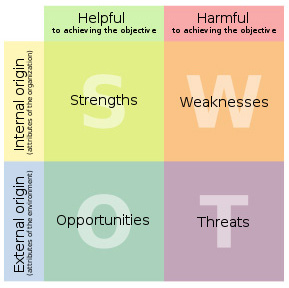 Helpful
to achieving the objective
Harmful
to achieving the objective
Internal origin
(attributes of the organization)
S
Strengths
W
Weaknesses
External origin
(attributes of the environment)
O
Opportunities
T
Threats